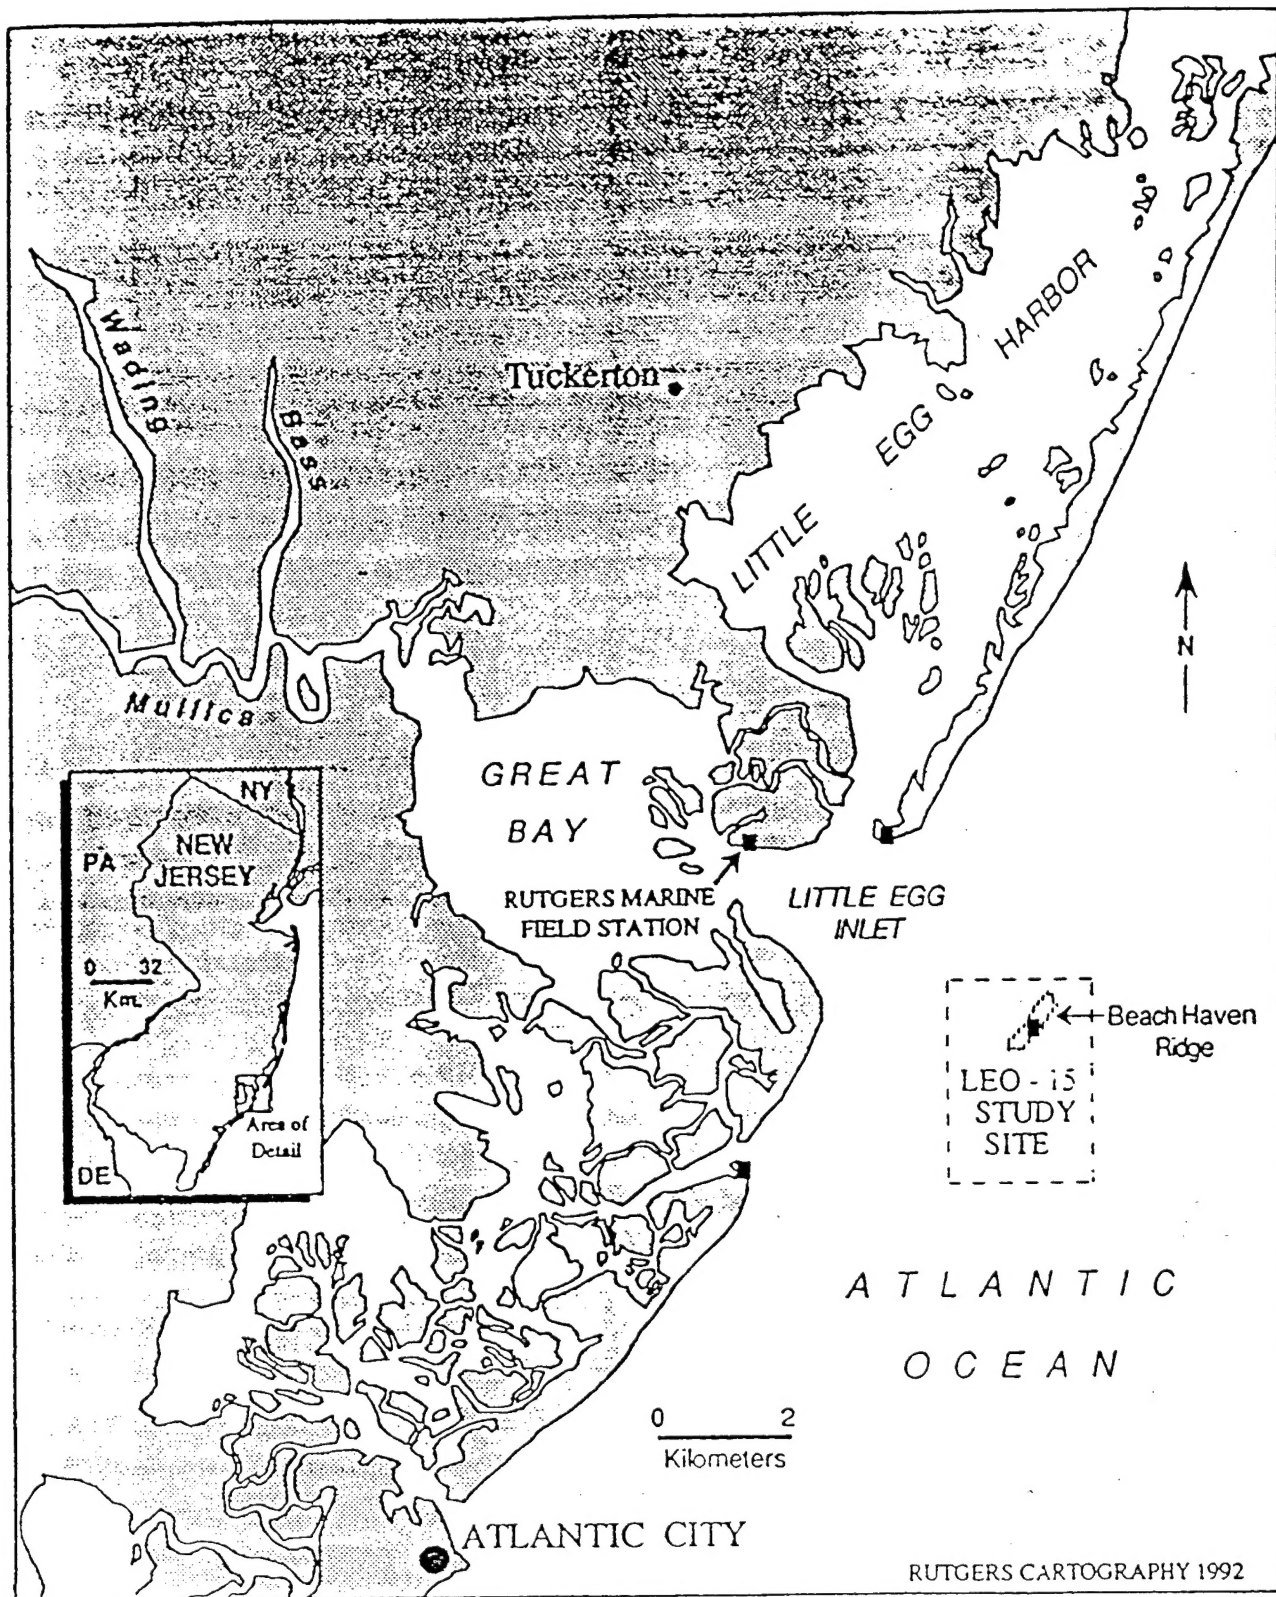 Wading
Bass
Tuckerton
LITTLE EGG HARBOR
N
Mullica
GREAT
BAY
RUTGERS MARINE
FIELD STATION
LITTLE EGG
INLET
NY
PA
NEW
JERSEY
0 32
Km.
Area of
Detail
DE
Beach Haven
Ridge
LEO - 15
STUDY
SITE
ATLANTIC
OCEAN
0 2
Kilometers
ATLANTIC CITY
RUTGERS CARTOGRAPHY 1992